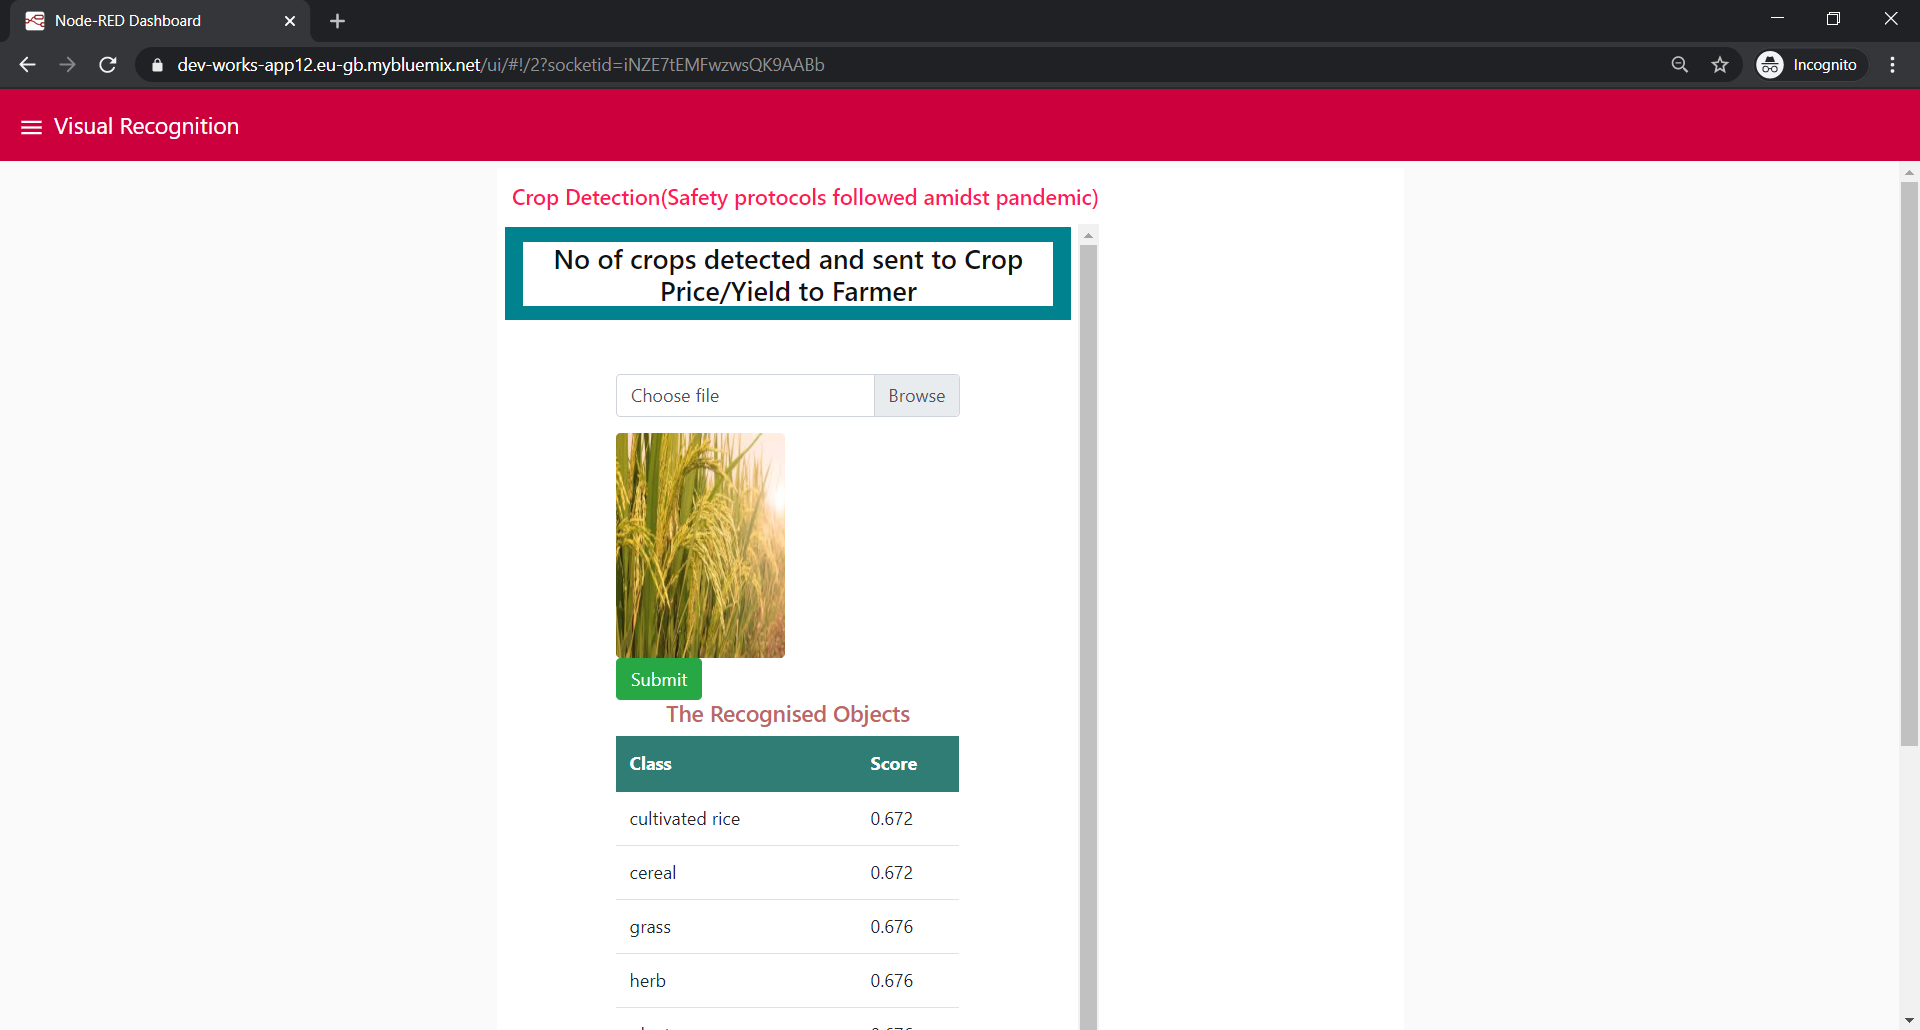 Node-RED Dashboard
dev-works-app12.eu-gb.mybluemix.net/ui/#!/2?socketid=iNZE7tEMFwzwsQK9AABb
Incognito
Visual Recognition
Crop Detection(Safety protocols followed amidst pandemic)
No of crops detected and sent to Crop
Price/Yield to Farmer
Choose file Browse
Submit
The Recognised Objects
Class Score
cultivated rice 0.672
cereal 0.672
grass 0.676
herb 0.676